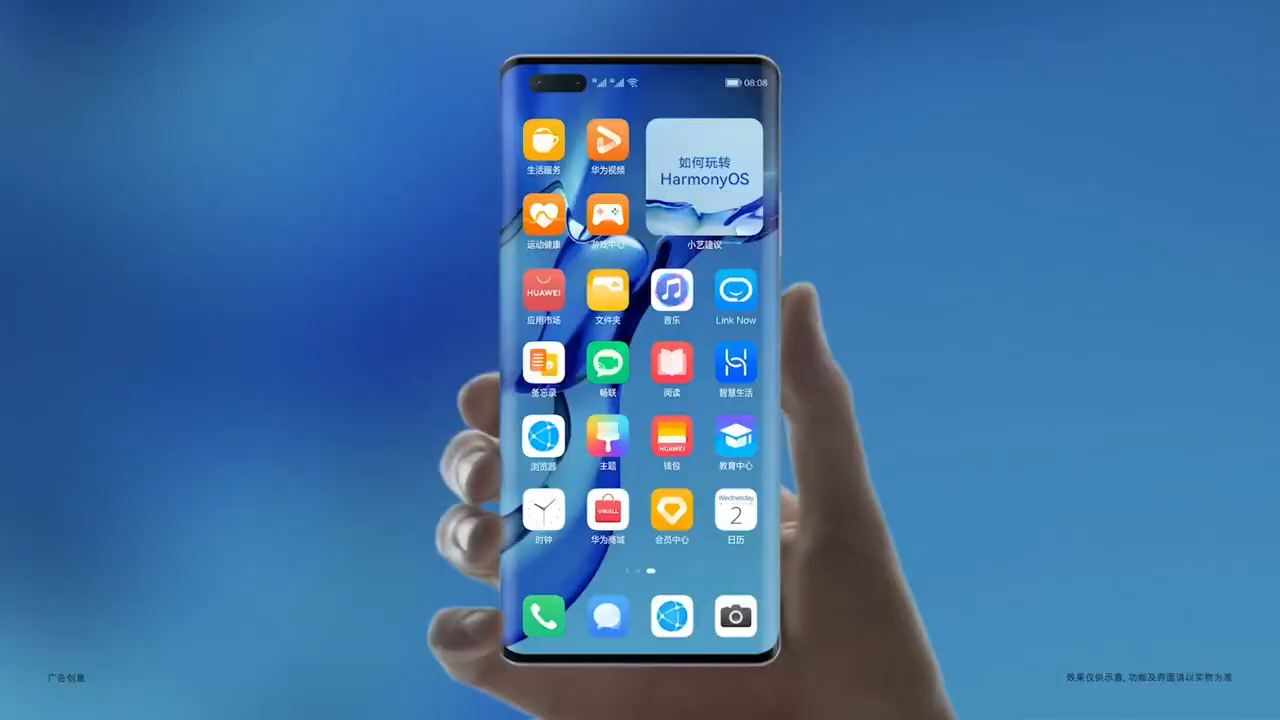 08:08
生活服务
华为视频
如何玩转
HarmonyOS
运动健康
游戏中心
小艺建议
HUAWEI
应用市场
文件夹
音乐
Link Now
备忘录
畅联
阅读
智慧生活
浏览器
主题
HUAWEI
钱包
教育中心
时钟
VMALL
华为商城
会员中心
Wednesday
2
日历
广告创意
效果仅供示意, 功能及界面请以实物为准